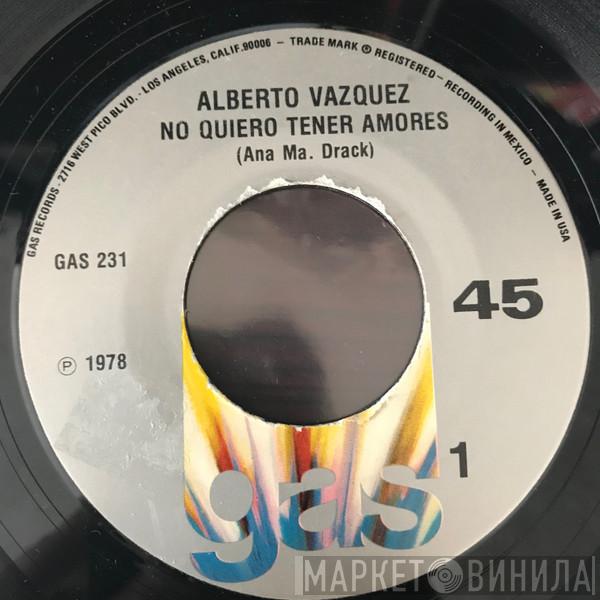 GAS RECORDS - 2716 WEST PICO BLVD. - LOS ANGELES, CALIF. 90006 - TRADE MARK ® REGISTERED - RECORDING IN MEXICO - MADE IN USA
ALBERTO VAZQUEZ
NO QUIERO TENER AMORES
(Ana Ma. Drack)
GAS 231
45
℗ 1978
1
gas
МАРКЕТ ВИНИЛА